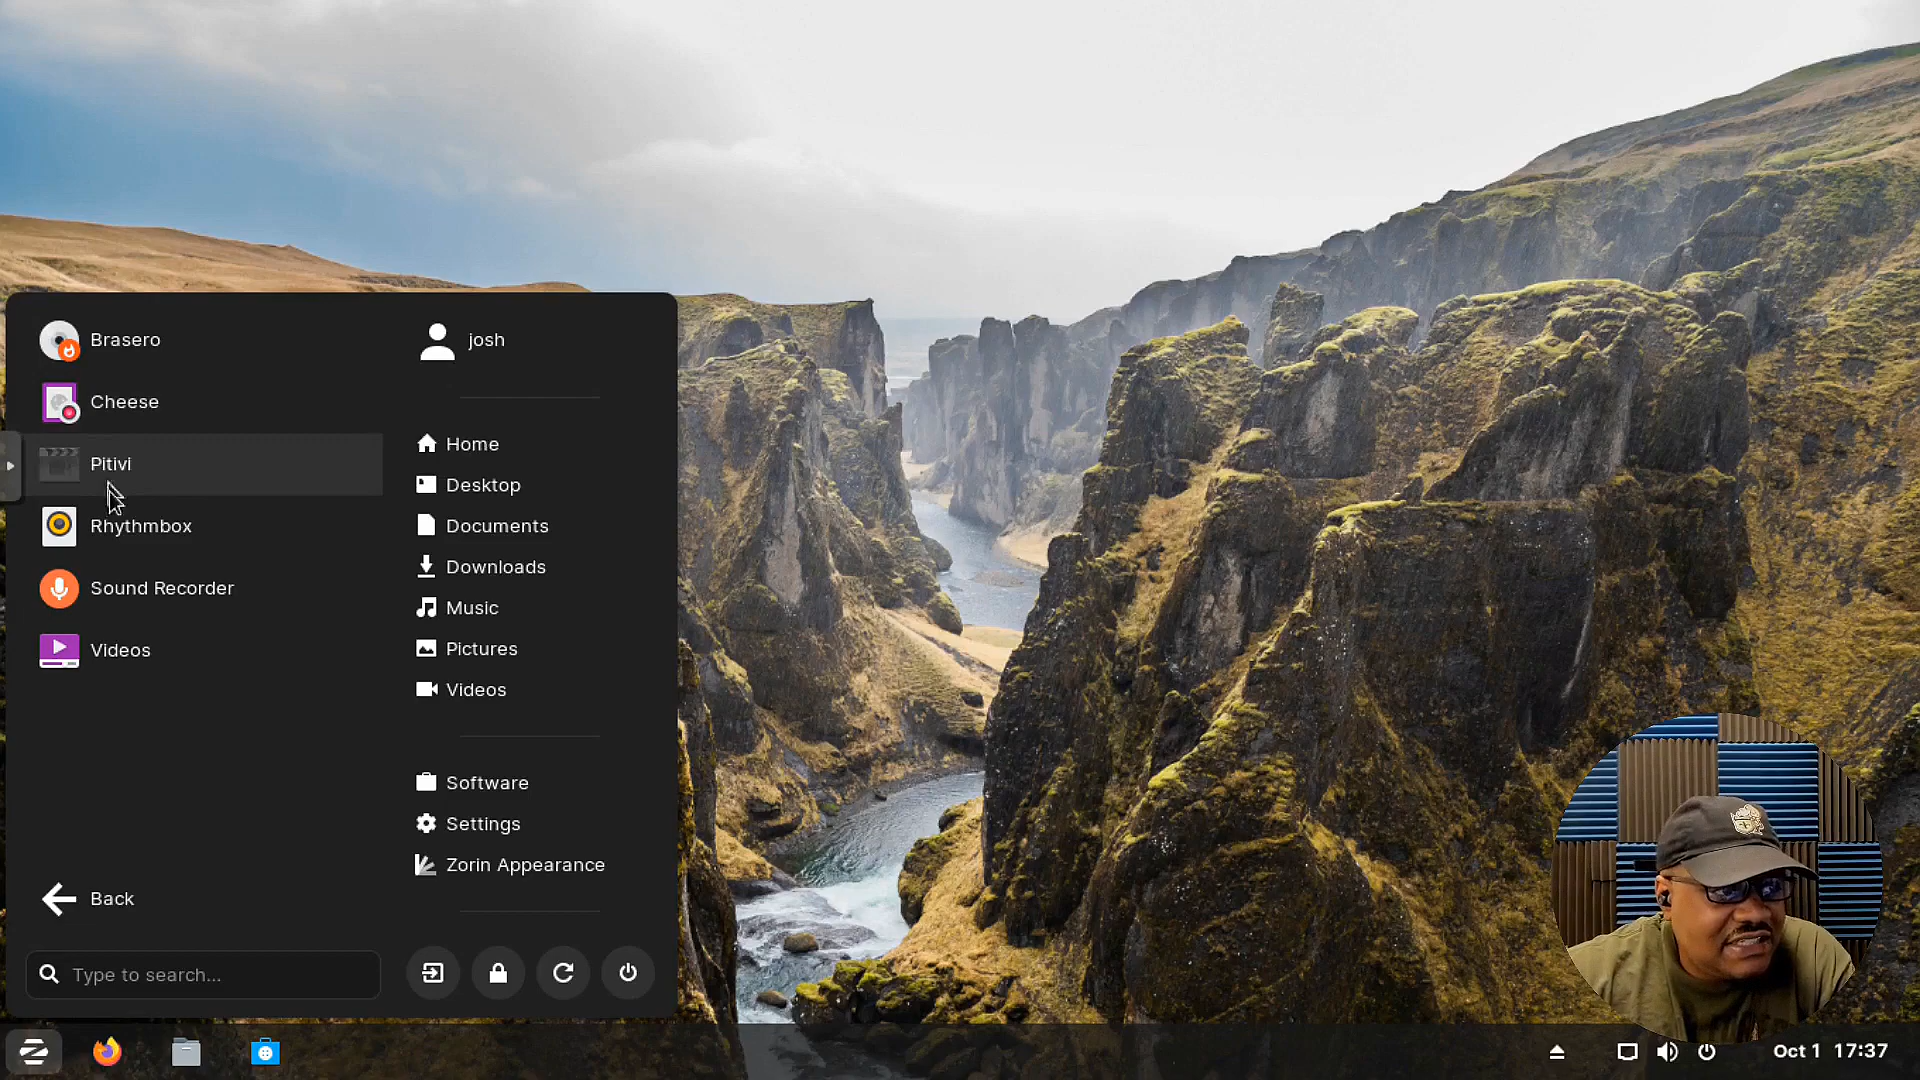 Brasero
Cheese
Pitivi
Rhythmbox
Sound Recorder
Videos
Back
Type to search...
josh
Home
Desktop
Documents
Downloads
Music
Pictures
Videos
Software
Settings
Zorin Appearance
Oct 1 17:37